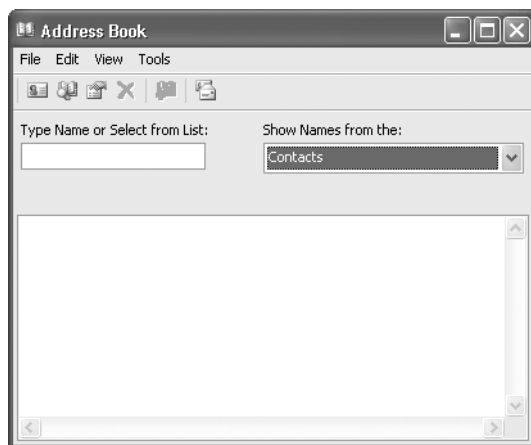 Address Book
File Edit View Tools
Type Name or Select from List: Show Names from the:
Contacts